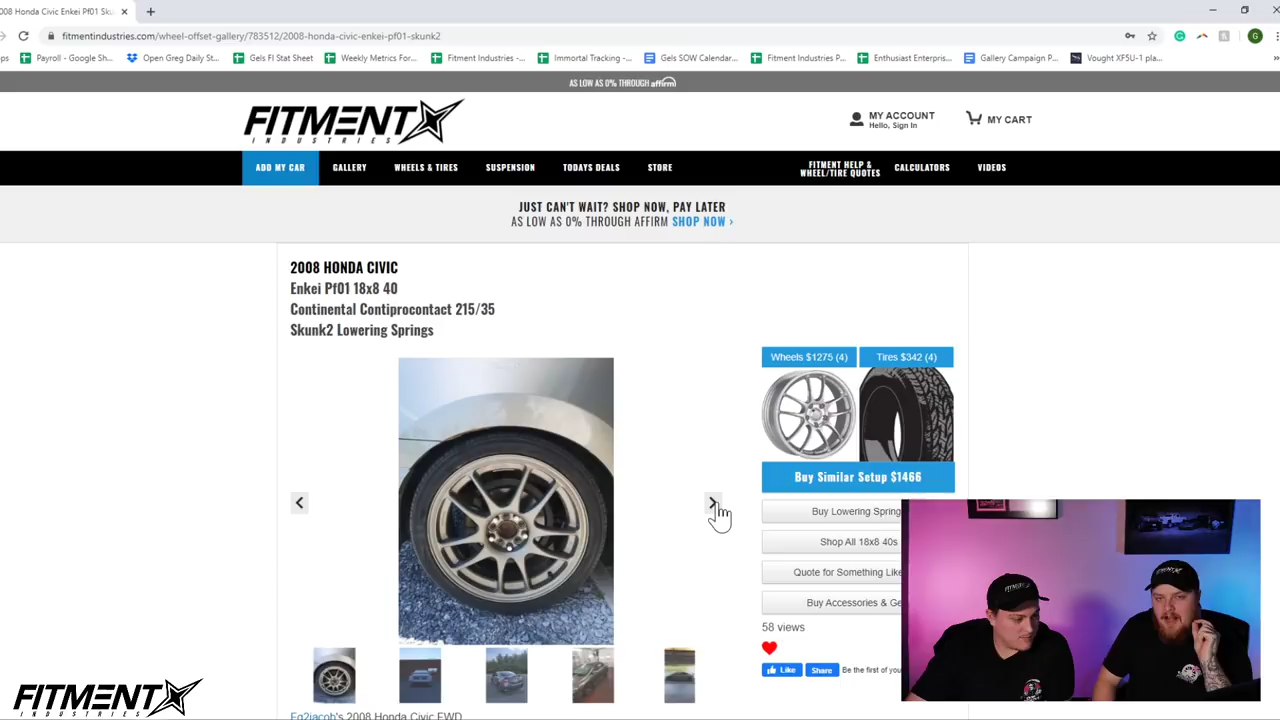 2008 Honda Civic Enkei Pf01 Sku
fitmentindustries.com/wheel-offset-gallery/783512/2008-honda-civic-enkei-pf01-skunk2
G
ps
Payroll - Google Sh...
Open Greg Daily St...
Gels FI Stat Sheet
Weekly Metrics For...
Fitment Industries -...
Immortal Tracking -...
Gels SOW Calendar...
Fitment Industries P...
Enthusiast Enterpris...
Gallery Campaign P...
Vought XF5U-1 pla...
AS LOW AS 0% THROUGH affirm
FITMENT
INDUSTRIES
MY ACCOUNT
Hello, Sign In
MY CART
ADD MY CAR
GALLERY
WHEELS & TIRES
SUSPENSION
TODAYS DEALS
STORE
FITMENT HELP &
WHEEL/TIRE QUOTES
CALCULATORS
VIDEOS
JUST CAN'T WAIT? SHOP NOW, PAY LATER
AS LOW AS 0% THROUGH AFFIRM SHOP NOW ›
2008 HONDA CIVIC
Enkei Pf01 18x8 40
Continental Contiprocontact 215/35
Skunk2 Lowering Springs
Wheels $1275 (4)
Tires $342 (4)
Buy Similar Setup $1466
Buy Lowering Spring
Shop All 18x8 40s
Quote for Something Like
Buy Accessories & Ge
58 views
Like
Share
Be the first of you
Eg2jacob's 2008 Honda Civic FWD
FITMENT
INDUSTRIES